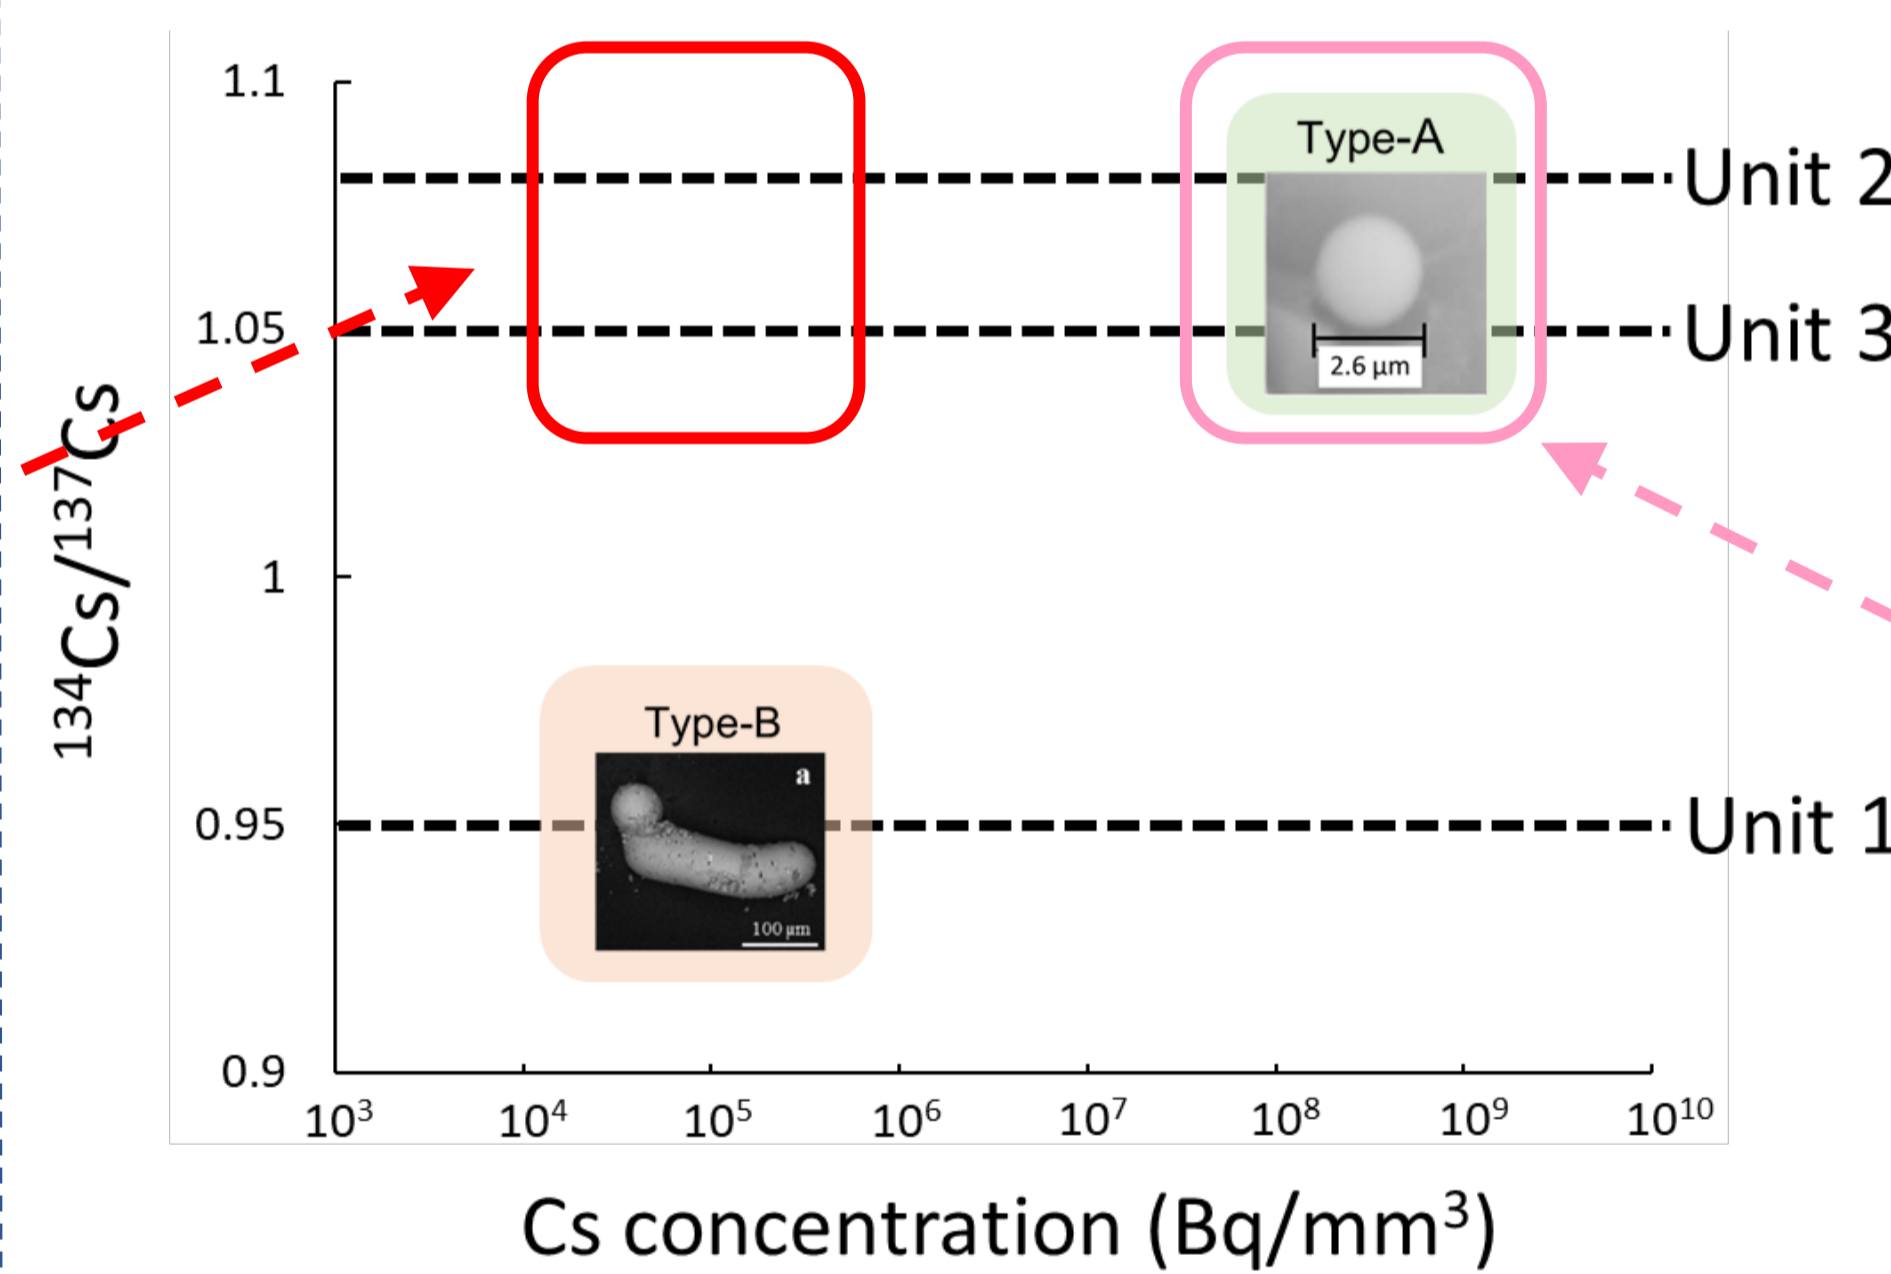 1.1
1.05
1
0.95
0.9
¹³⁴Cs/¹³⁷Cs
Type-A
2.6 µm
Unit 2
Unit 3
Type-B
a
100 µm
Unit 1
10³ 10⁴ 10⁵ 10⁶ 10⁷ 10⁸ 10⁹ 10¹⁰
Cs concentration (Bq/mm³)